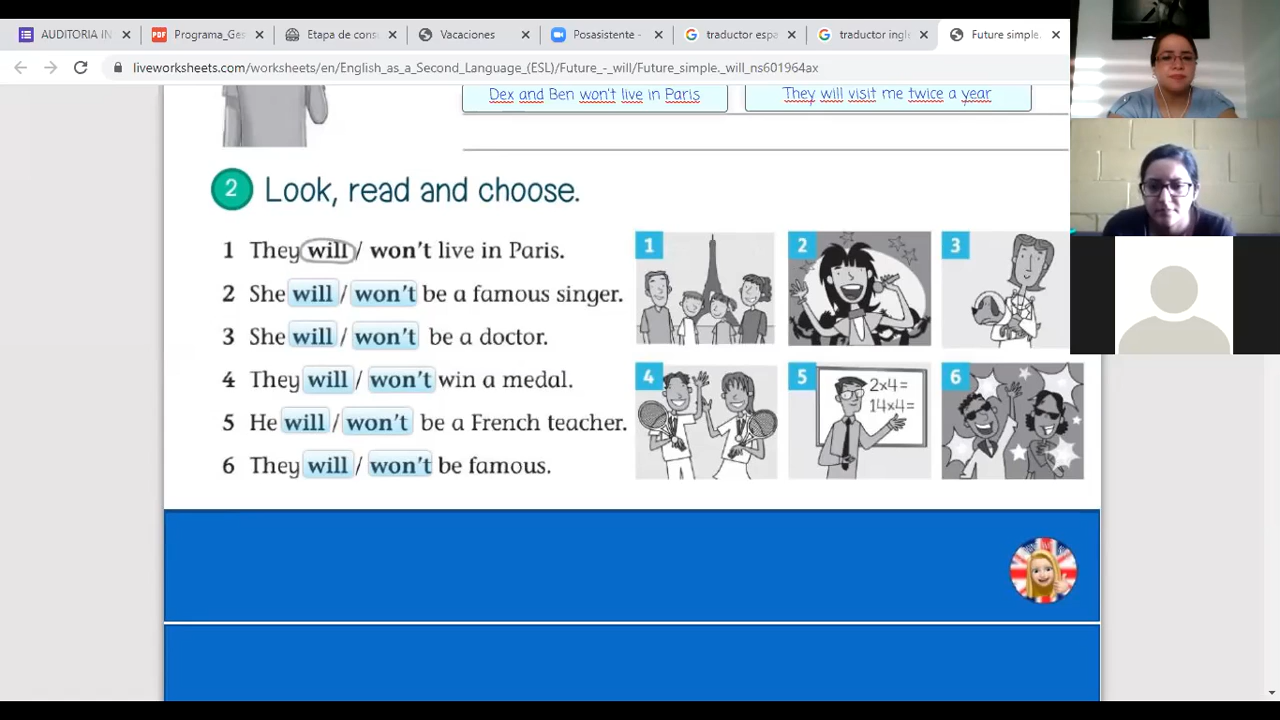 AUDITORIA IN
Programa_Ges
Etapa de cons
Vacaciones
Posasistente -
traductor espa
traductor ingle
Future simple.
liveworksheets.com/worksheets/en/English_as_a_Second_Language_(ESL)/Future_-_will/Future_simple._will_ns601964ax
Dex and Ben won't live in Paris
They will visit me twice a year
2 Look, read and choose.
1 They will / won't live in Paris.
2 She will / won't be a famous singer.
3 She will / won't be a doctor.
4 They will / won't win a medal.
5 He will / won't be a French teacher.
6 They will / won't be famous.
1
2
3
4
5
2x4=
14x4=
6